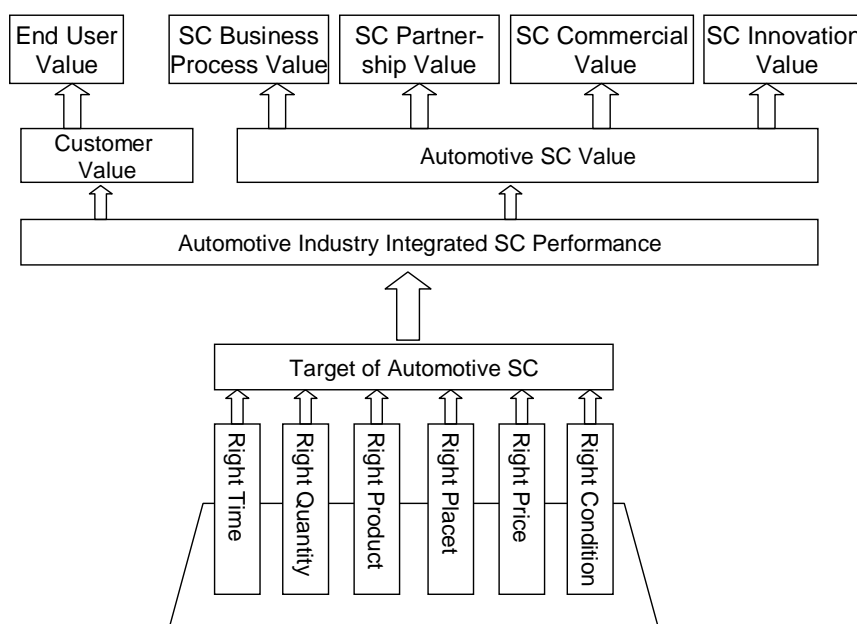 End User
Value
SC Business
Process Value
SC Partner-
ship Value
SC Commercial
Value
SC Innovation
Value
Customer
Value
Automotive SC Value
Automotive Industry Integrated SC Performance
Target of Automotive SC
Right Time
Right Quantity
Right Product
Right Placet
Right Price
Right Condition